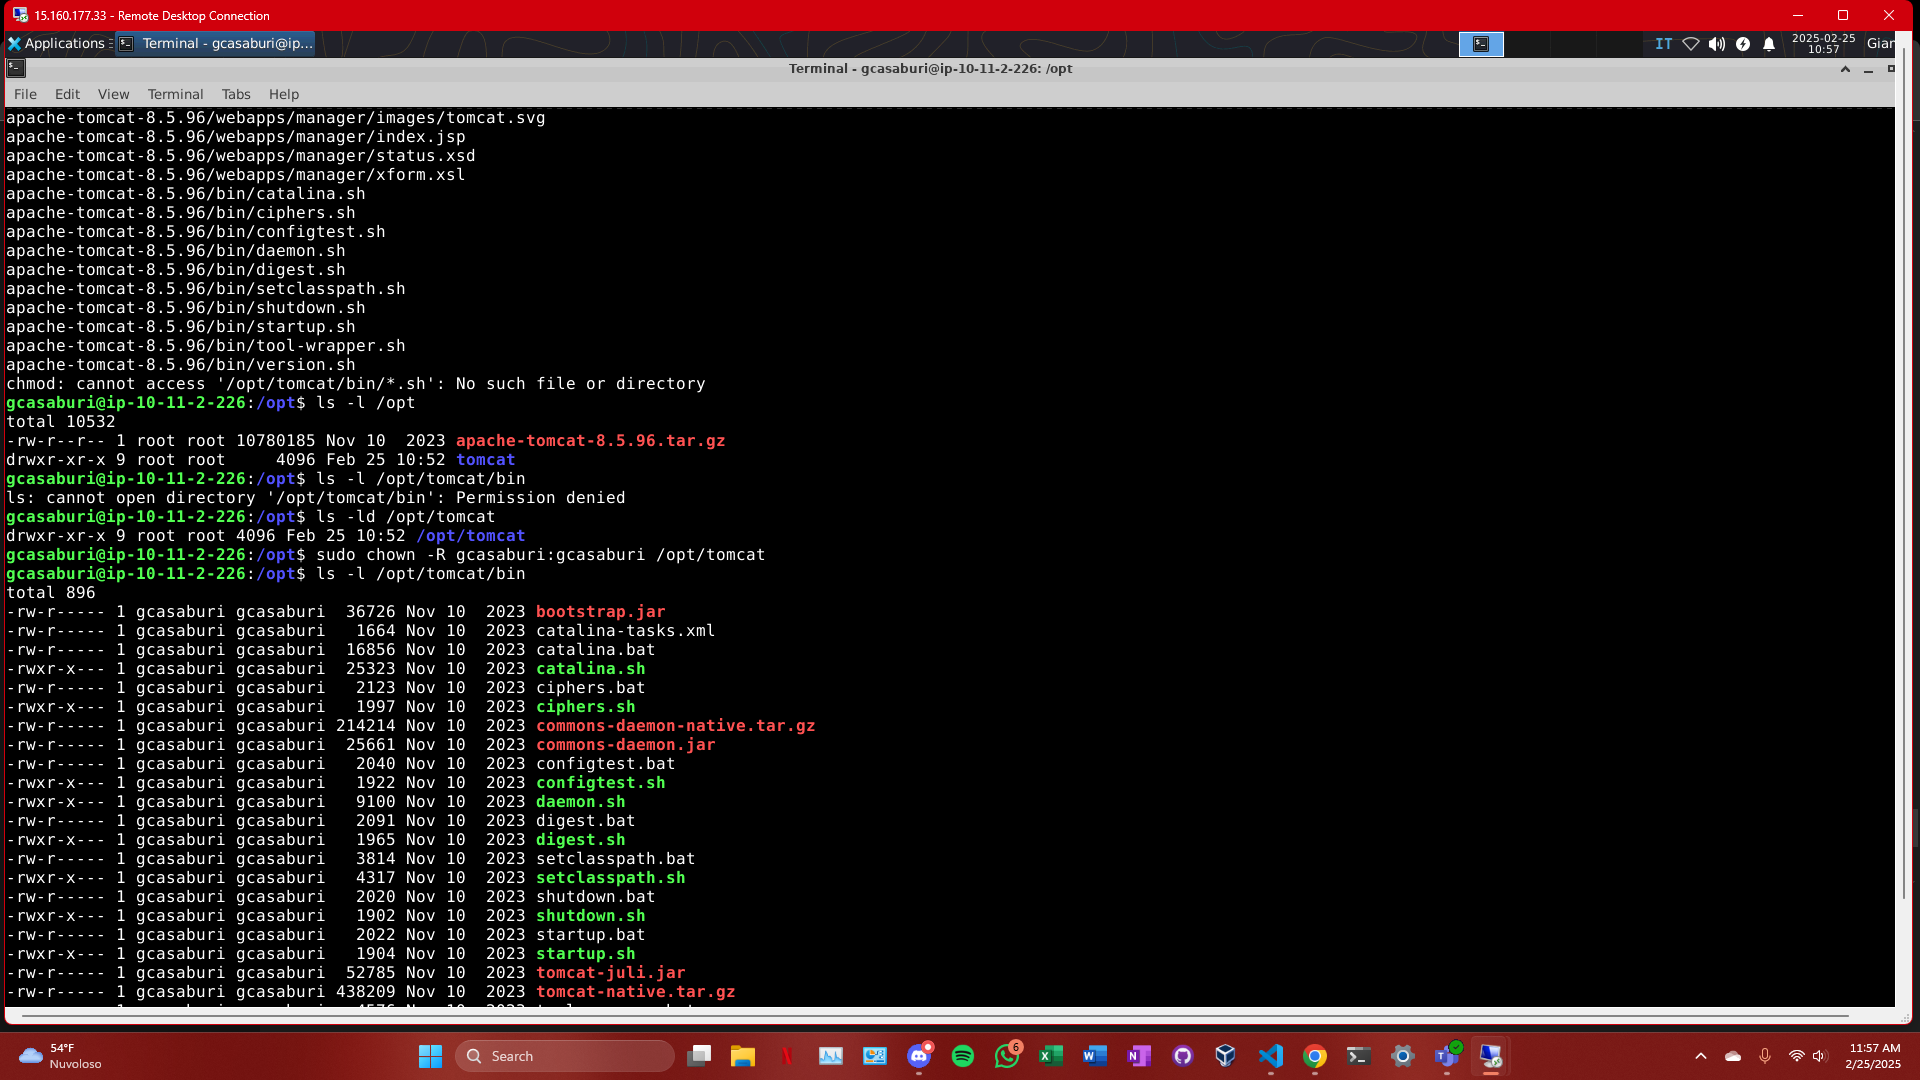 15.160.177.33 - Remote Desktop Connection
Applications
Terminal - gcasaburi@ip...
IT
2025-02-25
10:57
Gian
Terminal - gcasaburi@ip-10-11-2-226: /opt
File Edit View Terminal Tabs Help
apache-tomcat-8.5.96/webapps/manager/images/tomcat.svg
apache-tomcat-8.5.96/webapps/manager/index.jsp
apache-tomcat-8.5.96/webapps/manager/status.xsd
apache-tomcat-8.5.96/webapps/manager/xform.xsl
apache-tomcat-8.5.96/bin/catalina.sh
apache-tomcat-8.5.96/bin/ciphers.sh
apache-tomcat-8.5.96/bin/configtest.sh
apache-tomcat-8.5.96/bin/daemon.sh
apache-tomcat-8.5.96/bin/digest.sh
apache-tomcat-8.5.96/bin/setclasspath.sh
apache-tomcat-8.5.96/bin/shutdown.sh
apache-tomcat-8.5.96/bin/startup.sh
apache-tomcat-8.5.96/bin/tool-wrapper.sh
apache-tomcat-8.5.96/bin/version.sh
chmod: cannot access '/opt/tomcat/bin/*.sh': No such file or directory
gcasaburi@ip-10-11-2-226:/opt$ ls -l /opt
total 10532
-rw-r--r-- 1 root root 10780185 Nov 10  2023 apache-tomcat-8.5.96.tar.gz
drwxr-xr-x 9 root root     4096 Feb 25 10:52 tomcat
gcasaburi@ip-10-11-2-226:/opt$ ls -l /opt/tomcat/bin
ls: cannot open directory '/opt/tomcat/bin': Permission denied
gcasaburi@ip-10-11-2-226:/opt$ ls -ld /opt/tomcat
drwxr-xr-x 9 root root 4096 Feb 25 10:52 /opt/tomcat
gcasaburi@ip-10-11-2-226:/opt$ sudo chown -R gcasaburi:gcasaburi /opt/tomcat
gcasaburi@ip-10-11-2-226:/opt$ ls -l /opt/tomcat/bin
total 896
-rw-r----- 1 gcasaburi gcasaburi  36726 Nov 10  2023 bootstrap.jar
-rw-r----- 1 gcasaburi gcasaburi   1664 Nov 10  2023 catalina-tasks.xml
-rw-r----- 1 gcasaburi gcasaburi  16856 Nov 10  2023 catalina.bat
-rwxr-x--- 1 gcasaburi gcasaburi  25323 Nov 10  2023 catalina.sh
-rw-r----- 1 gcasaburi gcasaburi   2123 Nov 10  2023 ciphers.bat
-rwxr-x--- 1 gcasaburi gcasaburi   1997 Nov 10  2023 ciphers.sh
-rw-r----- 1 gcasaburi gcasaburi 214214 Nov 10  2023 commons-daemon-native.tar.gz
-rw-r----- 1 gcasaburi gcasaburi  25661 Nov 10  2023 commons-daemon.jar
-rw-r----- 1 gcasaburi gcasaburi   2040 Nov 10  2023 configtest.bat
-rwxr-x--- 1 gcasaburi gcasaburi   1922 Nov 10  2023 configtest.sh
-rwxr-x--- 1 gcasaburi gcasaburi   9100 Nov 10  2023 daemon.sh
-rw-r----- 1 gcasaburi gcasaburi   2091 Nov 10  2023 digest.bat
-rwxr-x--- 1 gcasaburi gcasaburi   1965 Nov 10  2023 digest.sh
-rw-r----- 1 gcasaburi gcasaburi   3814 Nov 10  2023 setclasspath.bat
-rwxr-x--- 1 gcasaburi gcasaburi   4317 Nov 10  2023 setclasspath.sh
-rw-r----- 1 gcasaburi gcasaburi   2020 Nov 10  2023 shutdown.bat
-rwxr-x--- 1 gcasaburi gcasaburi   1902 Nov 10  2023 shutdown.sh
-rw-r----- 1 gcasaburi gcasaburi   2022 Nov 10  2023 startup.bat
-rwxr-x--- 1 gcasaburi gcasaburi   1904 Nov 10  2023 startup.sh
-rw-r----- 1 gcasaburi gcasaburi  52785 Nov 10  2023 tomcat-juli.jar
-rw-r----- 1 gcasaburi gcasaburi 438209 Nov 10  2023 tomcat-native.tar.gz
54°F
Nuvoloso
Search
6
11:57 AM
2/25/2025